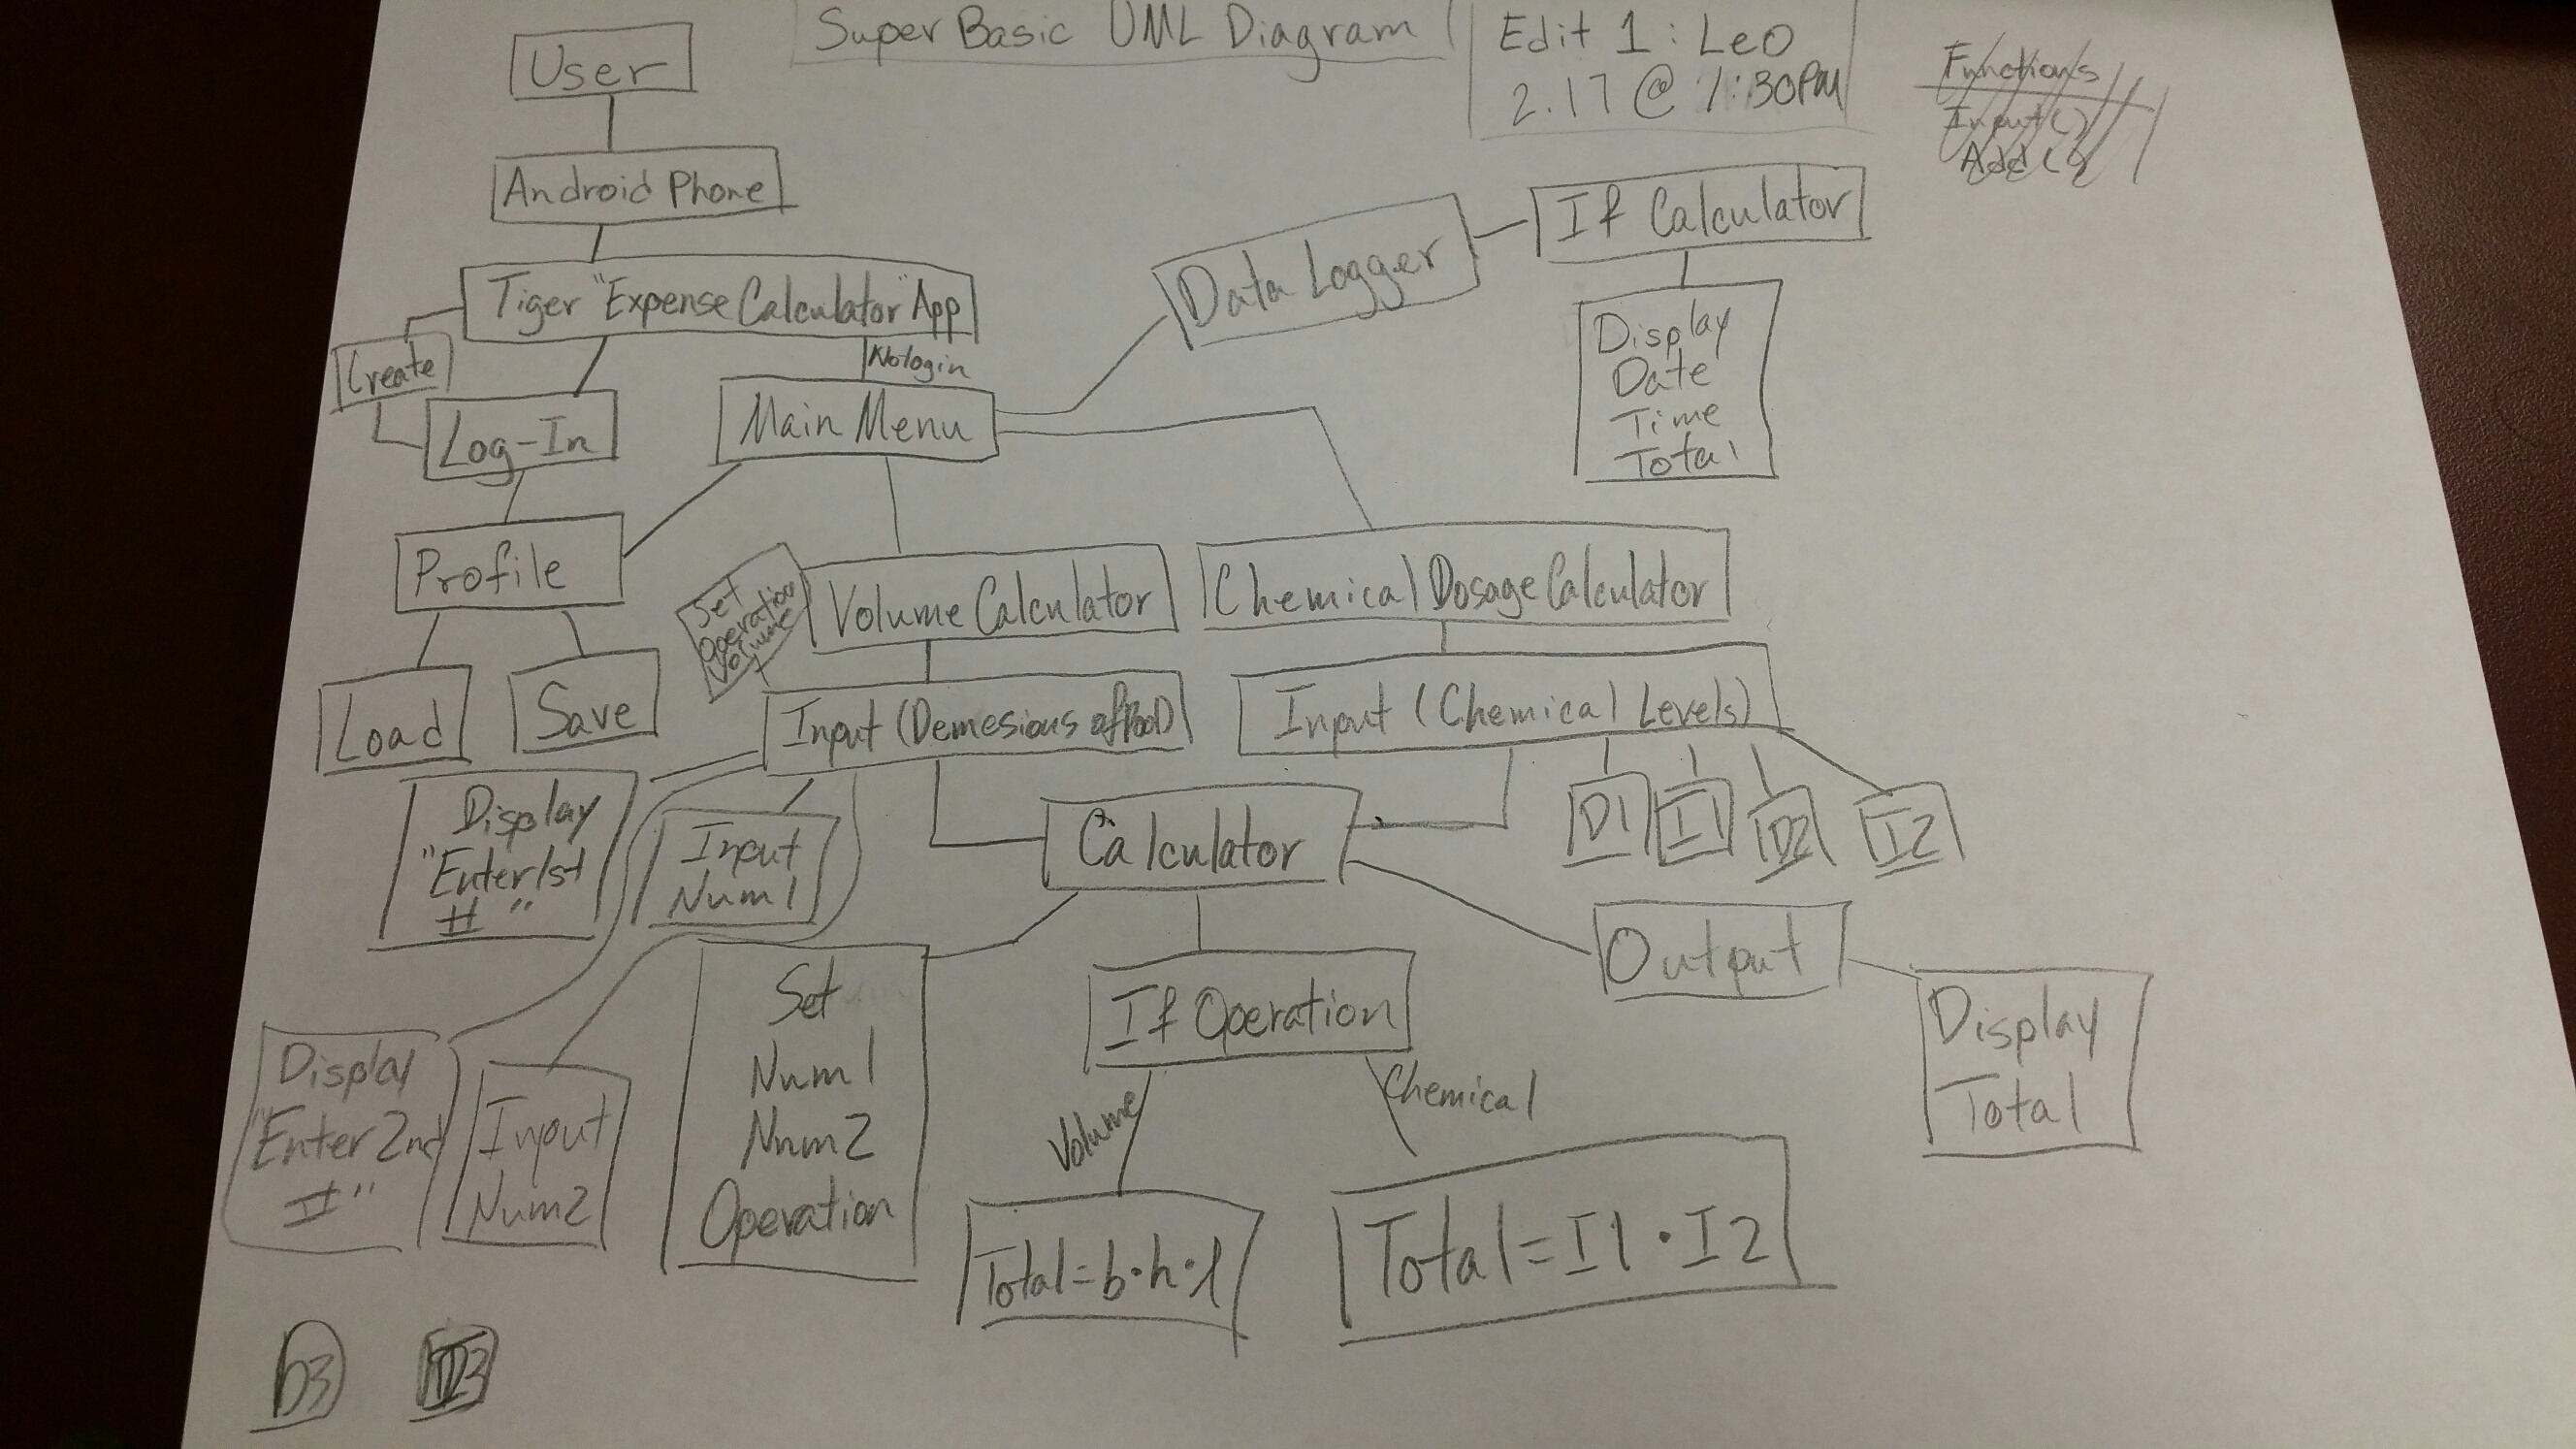 Super Basic UML Diagram
Edit 1: Leo
2.17 @ 1:30PM
Functions
Input()
Add()
User
Android Phone
Tiger "Expense Calculator" App
Create
No login
Log-In
Main Menu
Data Logger
If Calculator
Display
Date
Time
Total
Profile
Load
Save
Set
Operation
Volume
Volume Calculator
Chemical Dosage Calculator
Input (Demesions of Pool)
Input (Chemical Levels)
Display
"Enter 1st
#"
Input
Num1
Calculator
D1
I1
D2
I2
Output
Display
Total
Display
"Enter 2nd
#"
Input
Num2
Set
Num1
Num2
Operation
If Operation
Volume
Chemical
Total=b·h·l
Total=I1·I2
D3